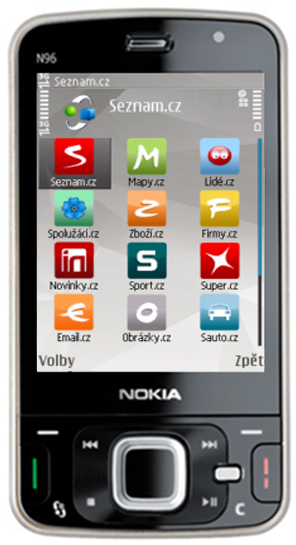 N96
Seznam.cz
Seznam.cz
Seznam.cz Mapy.cz Lidé.cz
Spolužáci.cz Zboží.cz Firmy.cz
Novinky.cz Sport.cz Super.cz
Email.cz Obrázky.cz Sauto.cz
Volby Zpět
NOKIA
C